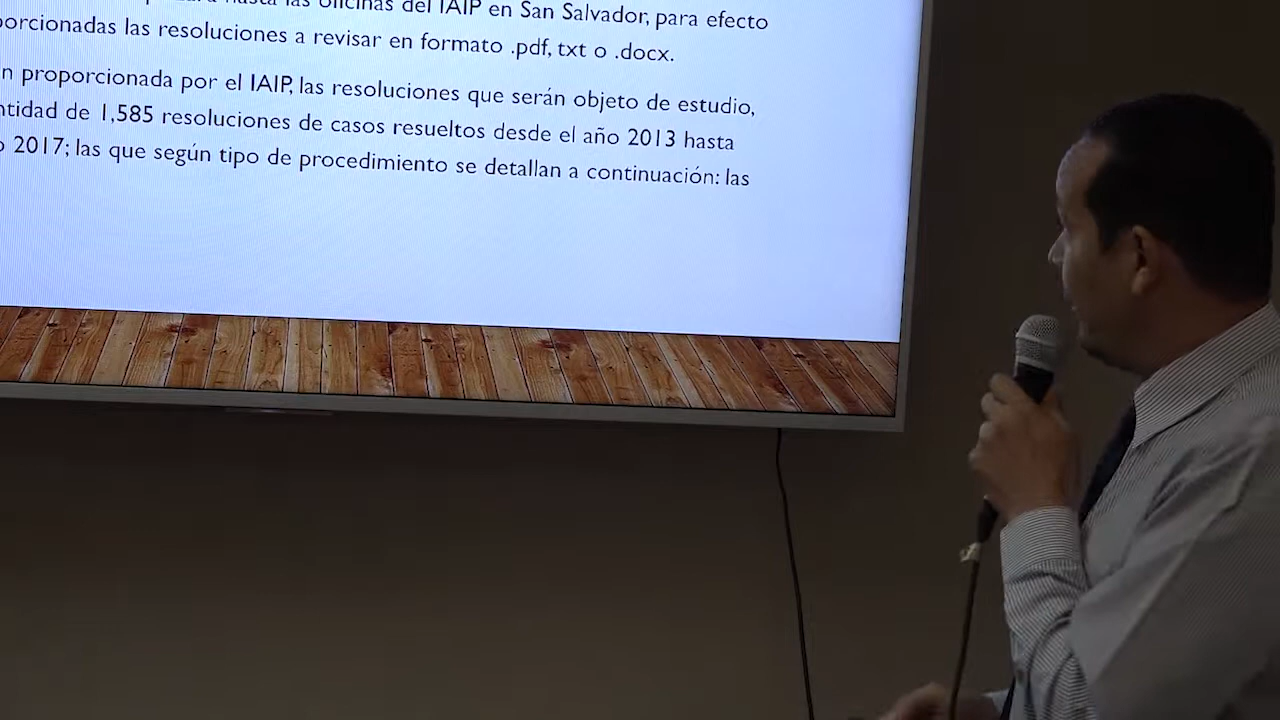 hasta las oficinas del IAIP en San Salvador, para efecto
porcionadas las resoluciones a revisar en formato .pdf, txt o .docx.
n proporcionada por el IAIP, las resoluciones que serán objeto de estudio,
ntidad de 1,585 resoluciones de casos resueltos desde el año 2013 hasta
o 2017; las que según tipo de procedimiento se detallan a continuación: las